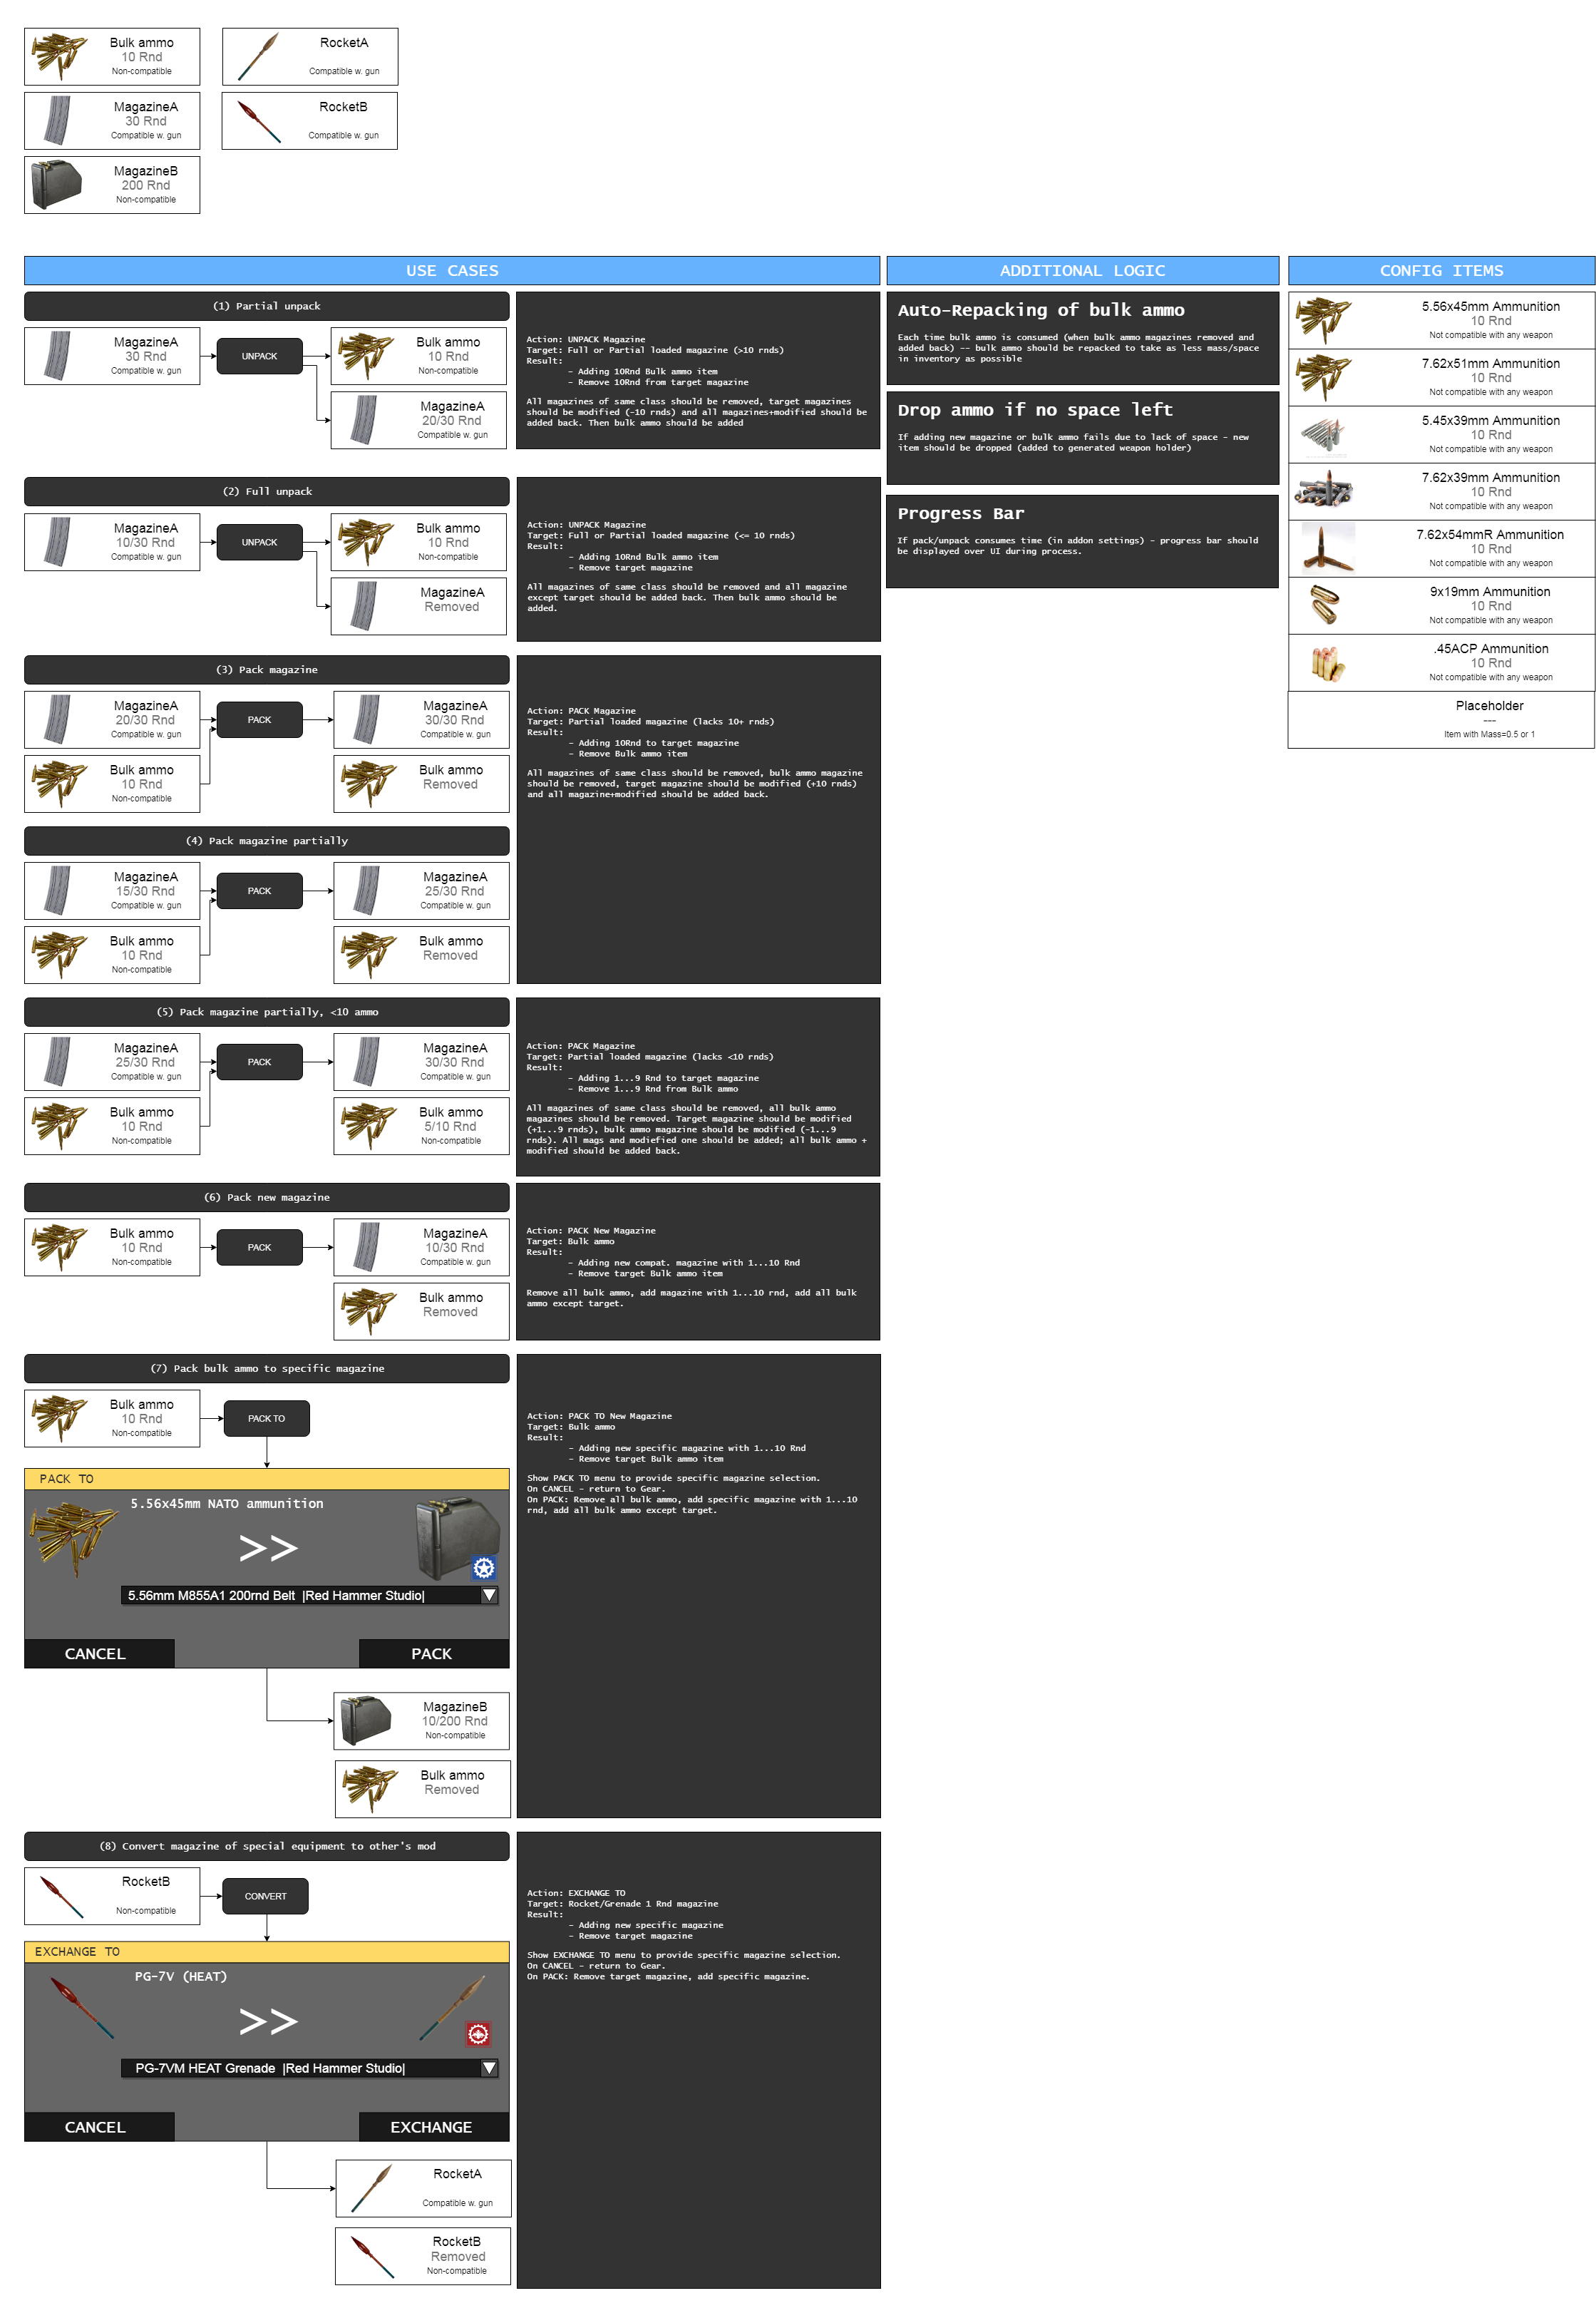 Bulk ammo
10 Rnd
Non-compatible
RocketA
Compatible w. gun
MagazineA
30 Rnd
Compatible w. gun
RocketB
Compatible w. gun
MagazineB
200 Rnd
Non-compatible
USE CASES
ADDITIONAL LOGIC
CONFIG ITEMS
(1) Partial unpack
MagazineA
30 Rnd
Compatible w. gun
UNPACK
Bulk ammo
10 Rnd
Non-compatible
MagazineA
20/30 Rnd
Compatible w. gun
Action: UNPACK Magazine
Target: Full or Partial loaded magazine (>10 rnds)
Result:
- Adding 10Rnd Bulk ammo item
- Remove 10Rnd from target magazine
All magazines of same class should be removed, target magazines
should be modified (-10 rnds) and all magazines+modified should be
added back. Then bulk ammo should be added
(2) Full unpack
MagazineA
10/30 Rnd
Compatible w. gun
UNPACK
Bulk ammo
10 Rnd
Non-compatible
MagazineA
Removed
Action: UNPACK Magazine
Target: Full or Partial loaded magazine (<= 10 rnds)
Result:
- Adding 10Rnd Bulk ammo item
- Remove target magazine
All magazines of same class should be removed and all magazine
except target should be added back. Then bulk ammo should be
added.
(3) Pack magazine
MagazineA
20/30 Rnd
Compatible w. gun
Bulk ammo
10 Rnd
Non-compatible
PACK
MagazineA
30/30 Rnd
Compatible w. gun
Bulk ammo
Removed
Action: PACK Magazine
Target: Partial loaded magazine (lacks 10+ rnds)
Result:
- Adding 10Rnd to target magazine
- Remove Bulk ammo item
All magazines of same class should be removed, bulk ammo magazine
should be removed, target magazine should be modified (+10 rnds)
and all magazine+modified should be added back.
(4) Pack magazine partially
MagazineA
15/30 Rnd
Compatible w. gun
Bulk ammo
10 Rnd
Non-compatible
PACK
MagazineA
25/30 Rnd
Compatible w. gun
Bulk ammo
Removed
(5) Pack magazine partially, <10 ammo
MagazineA
25/30 Rnd
Compatible w. gun
Bulk ammo
10 Rnd
Non-compatible
PACK
MagazineA
30/30 Rnd
Compatible w. gun
Bulk ammo
5/10 Rnd
Non-compatible
Action: PACK Magazine
Target: Partial loaded magazine (lacks <10 rnds)
Result:
- Adding 1...9 Rnd to target magazine
- Remove 1...9 Rnd from Bulk ammo
All magazines of same class should be removed, all bulk ammo
magazines should be removed. Target magazine should be modified
(+1...9 rnds), bulk ammo magazine should be modified (-1...9
rnds). All mags and modiefied one should be added; all bulk ammo +
modified should be added back.
(6) Pack new magazine
Bulk ammo
10 Rnd
Non-compatible
PACK
MagazineA
10/30 Rnd
Compatible w. gun
Bulk ammo
Removed
Action: PACK New Magazine
Target: Bulk ammo
Result:
- Adding new compat. magazine with 1...10 Rnd
- Remove target Bulk ammo item
Remove all bulk ammo, add magazine with 1...10 rnd, add all bulk
ammo except target.
(7) Pack bulk ammo to specific magazine
Bulk ammo
10 Rnd
Non-compatible
PACK TO
PACK TO
5.56x45mm NATO ammunition
>>
5.56mm M855A1 200rnd Belt |Red Hammer Studio|
CANCEL
PACK
MagazineB
10/200 Rnd
Non-compatible
Bulk ammo
Removed
Action: PACK TO New Magazine
Target: Bulk ammo
Result:
- Adding new specific magazine with 1...10 Rnd
- Remove target Bulk ammo item
Show PACK TO menu to provide specific magazine selection.
On CANCEL - return to Gear.
On PACK: Remove all bulk ammo, add specific magazine with 1...10
rnd, add all bulk ammo except target.
(8) Convert magazine of special equipment to other's mod
RocketB
Non-compatible
CONVERT
EXCHANGE TO
PG-7V (HEAT)
>>
PG-7VM HEAT Grenade |Red Hammer Studio|
CANCEL
EXCHANGE
RocketA
Compatible w. gun
RocketB
Removed
Non-compatible
Action: EXCHANGE TO
Target: Rocket/Grenade 1 Rnd magazine
Result:
- Adding new specific magazine
- Remove target magazine
Show EXCHANGE TO menu to provide specific magazine selection.
On CANCEL - return to Gear.
On PACK: Remove target magazine, add specific magazine.
Auto-Repacking of bulk ammo
Each time bulk ammo is consumed (when bulk ammo magazines removed and
added back) -- bulk ammo should be repacked to take as less mass/space
in inventory as possible
Drop ammo if no space left
If adding new magazine or bulk ammo fails due to lack of space - new
item should be dropped (added to generated weapon holder)
Progress Bar
If pack/unpack consumes time (in addon settings) - progress bar should
be displayed over UI during process.
5.56x45mm Ammunition
10 Rnd
Not compatible with any weapon
7.62x51mm Ammunition
10 Rnd
Not compatible with any weapon
5.45x39mm Ammunition
10 Rnd
Not compatible with any weapon
7.62x39mm Ammunition
10 Rnd
Not compatible with any weapon
7.62x54mmR Ammunition
10 Rnd
Not compatible with any weapon
9x19mm Ammunition
10 Rnd
Not compatible with any weapon
.45ACP Ammunition
10 Rnd
Not compatible with any weapon
Placeholder
---
Item with Mass=0.5 or 1